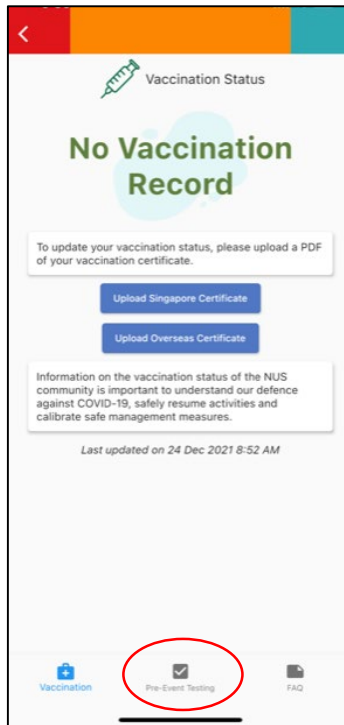 Vaccination Status
No Vaccination
Record
To update your vaccination status, please upload a PDF
of your vaccination certificate.
Upload Singapore Certificate
Upload Overseas Certificate
Information on the vaccination status of the NUS
community is important to understand our defence
against COVID-19, safely resume activities and
calibrate safe management measures.
Last updated on 24 Dec 2021 8:52 AM
Vaccination
Pre-Event Testing
FAQ